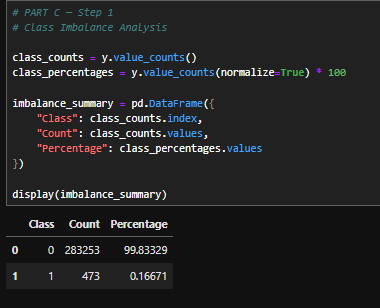 # PART C — Step 1
# Class Imbalance Analysis
class_counts = y.value_counts()
class_percentages = y.value_counts(normalize=True) * 100
imbalance_summary = pd.DataFrame({
    "Class": class_counts.index,
    "Count": class_counts.values,
    "Percentage": class_percentages.values
})
display(imbalance_summary)
Class Count Percentage
0 0 283253 99.83329
1 1 473 0.16671